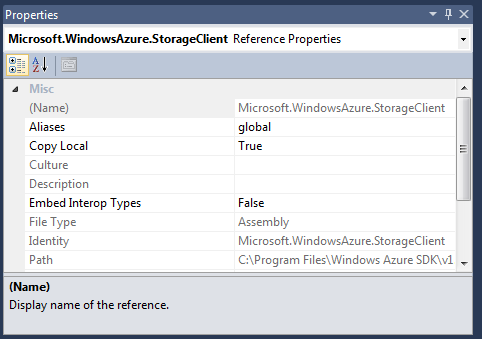 Properties
Microsoft.WindowsAzure.StorageClient Reference Properties
Misc
(Name) Microsoft.WindowsAzure.StorageClient
Aliases global
Copy Local True
Culture
Description
Embed Interop Types False
File Type Assembly
Identity Microsoft.WindowsAzure.StorageClient
Path C:\Program Files\Windows Azure SDK\v1
(Name)
Display name of the reference.